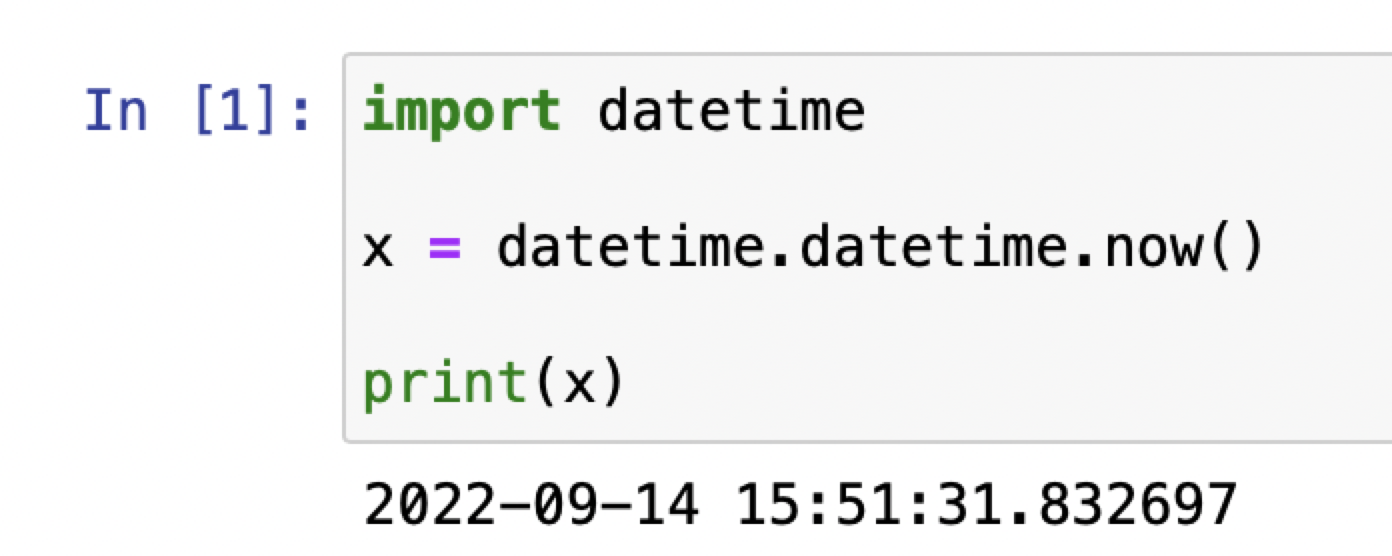 In [1]: import datetime
x = datetime.datetime.now()
print(x)
2022-09-14 15:51:31.832697